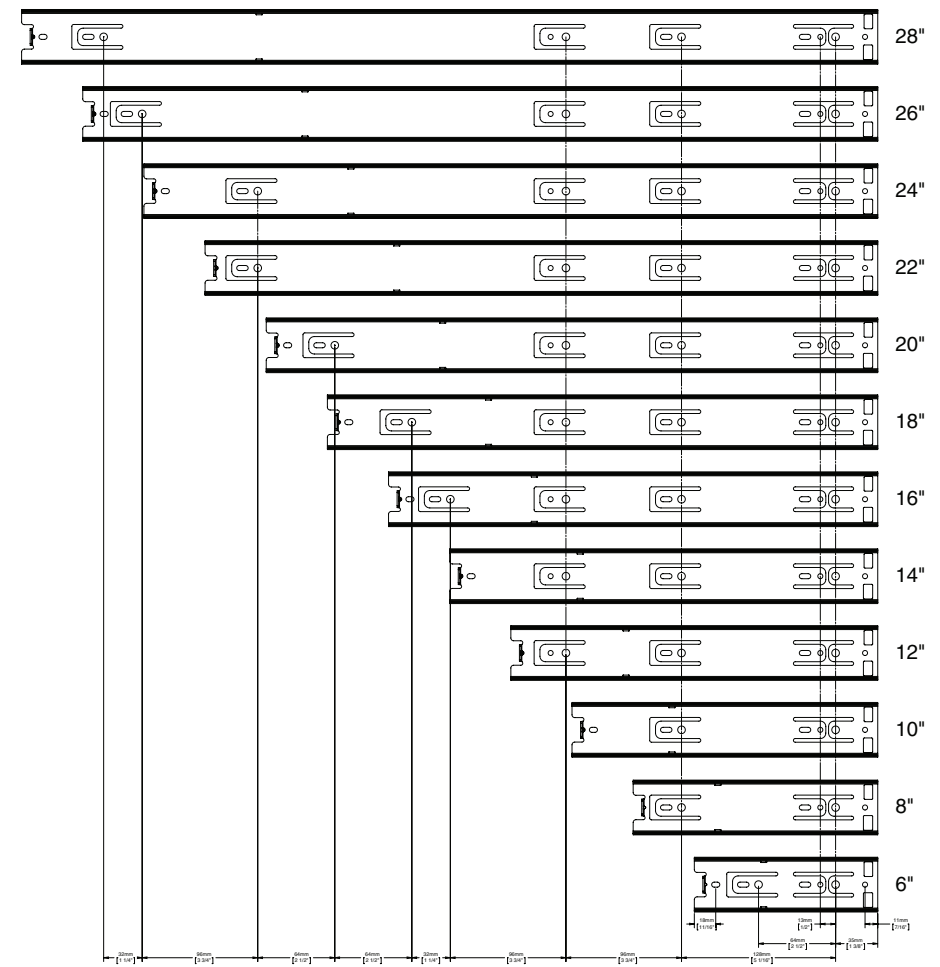 28"
26"
24"
22"
20"
18"
16"
14"
12"
10"
8"
6"
18mm
[11/16"]
13mm
[1/2"]
11mm
[7/16"]
64mm
[2 1/2"]
35mm
[1 3/8"]
32mm
[1 1/4"]
96mm
[3 3/4"]
64mm
[2 1/2"]
64mm
[2 1/2"]
32mm
[1 1/4"]
96mm
[3 3/4"]
96mm
[3 3/4"]
128mm
[5 1/16"]